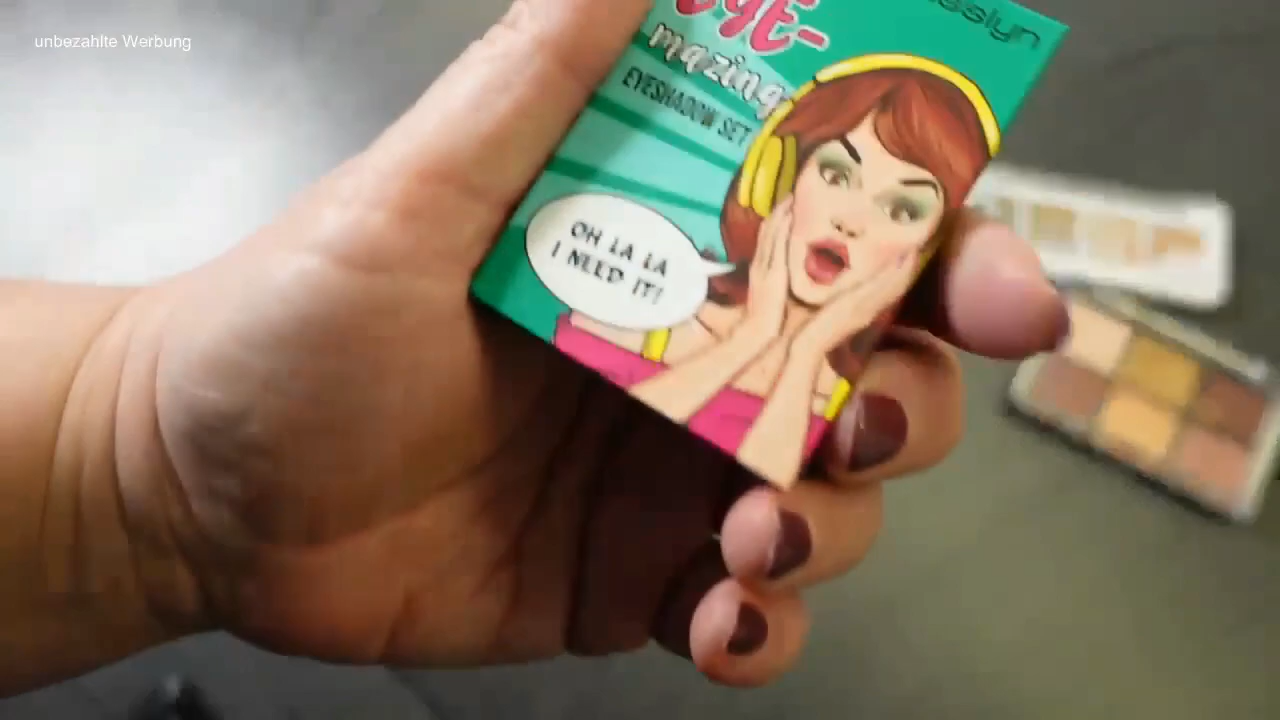 unbezahlte Werbung
eye-
mazing
EYESHADOW SET
OH LA LA
I NEED IT!